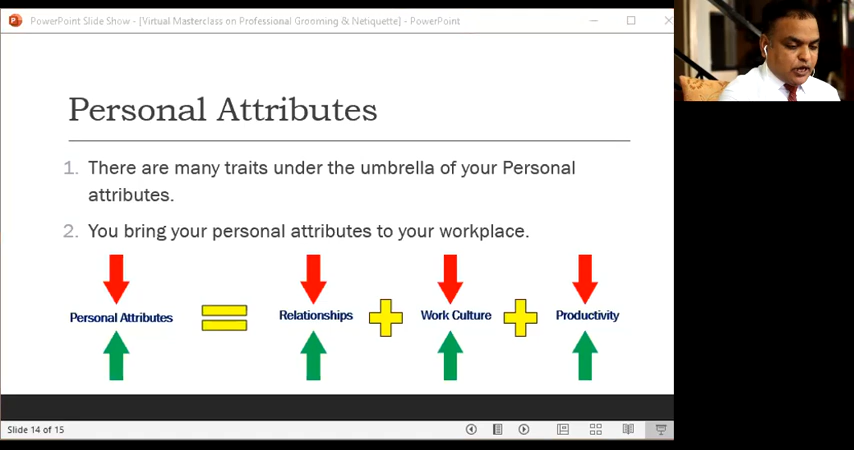 PowerPoint Slide Show - [Virtual Masterclass on Professional Grooming & Netiquette] - PowerPoint
Personal Attributes
1. There are many traits under the umbrella of your Personal
attributes.
2. You bring your personal attributes to your workplace.
Personal Attributes = Relationships + Work Culture + Productivity
Slide 14 of 15